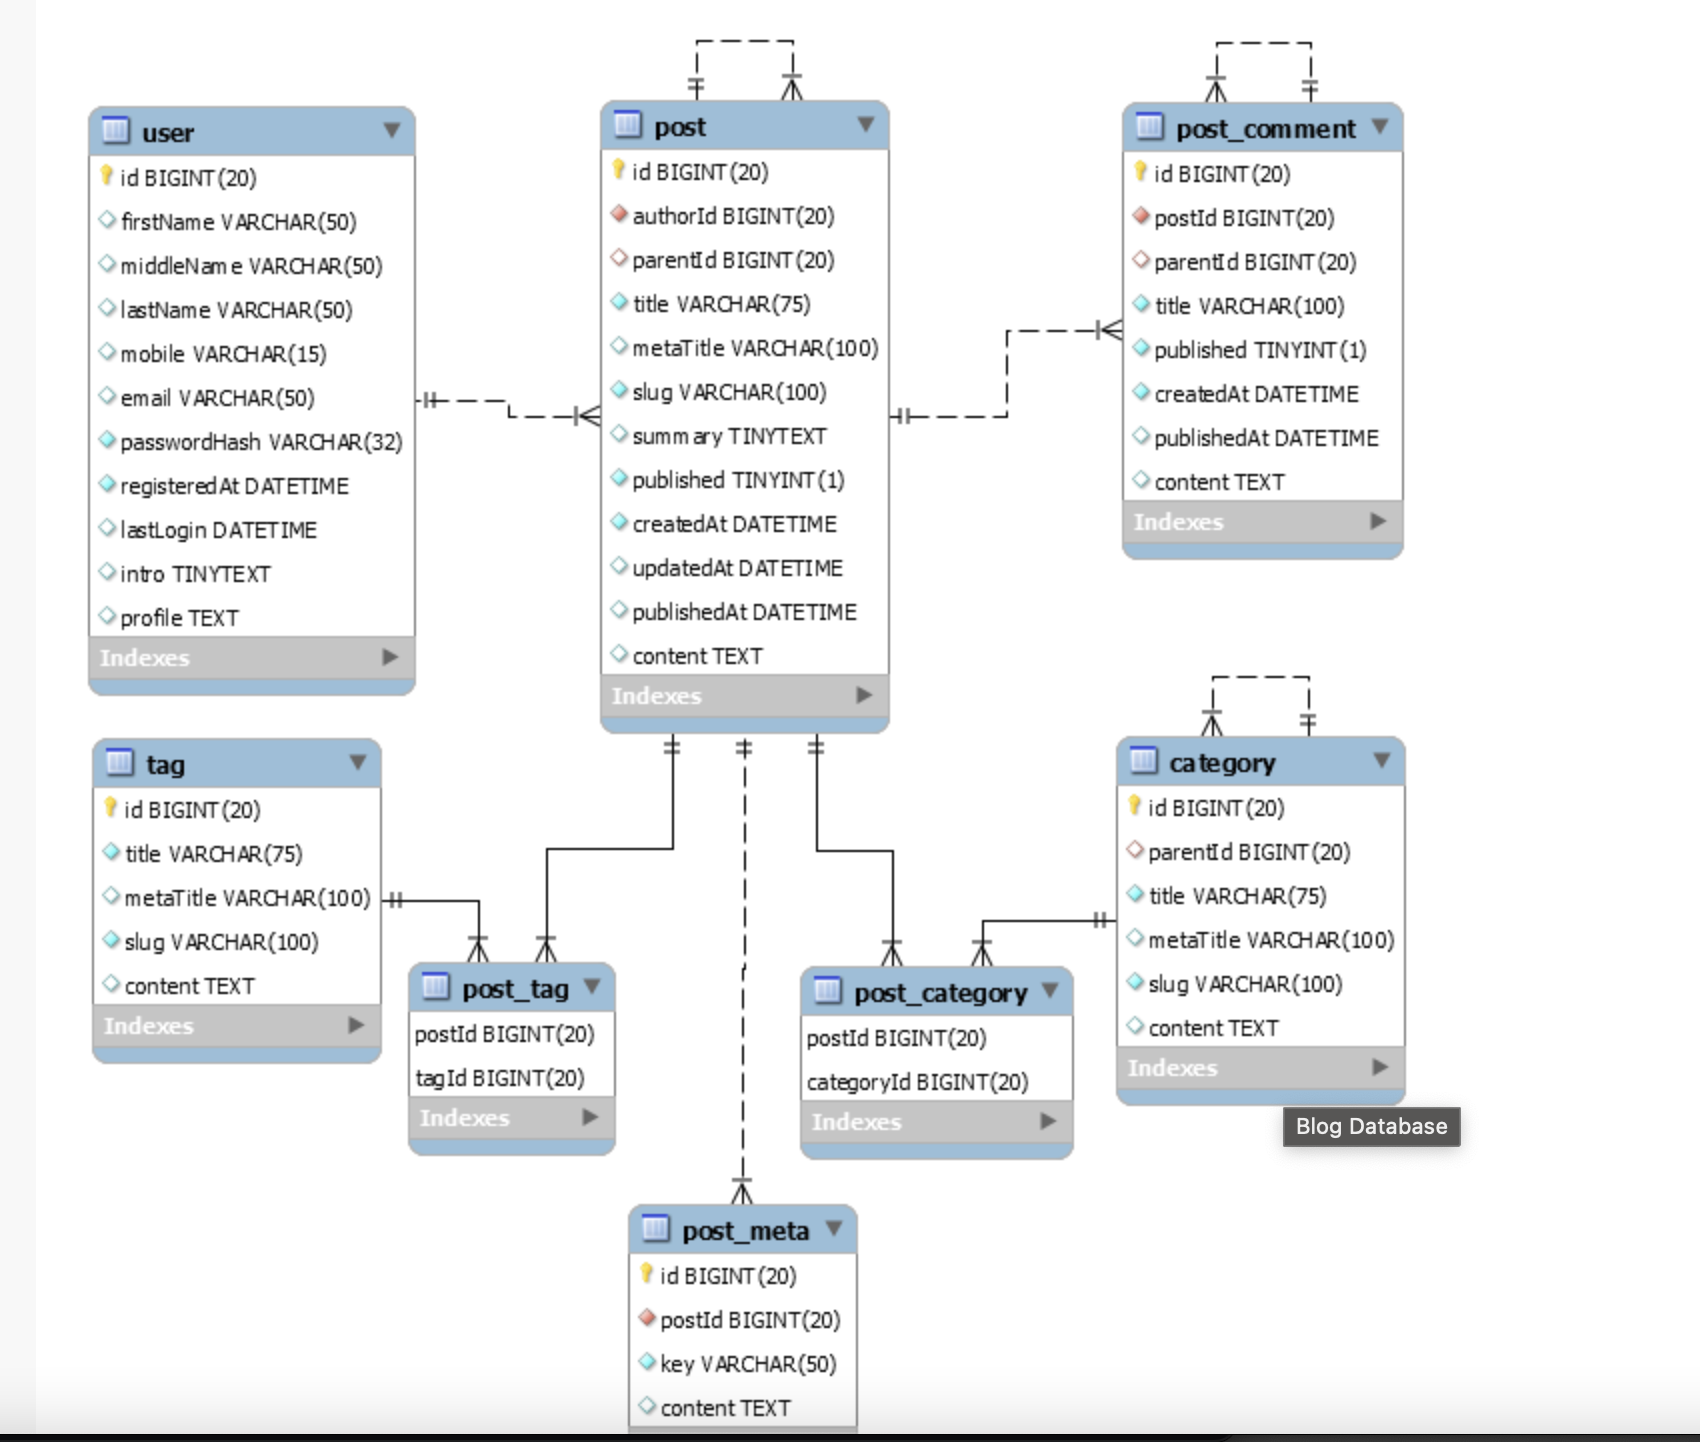 user
id BIGINT(20)
firstName VARCHAR(50)
middleName VARCHAR(50)
lastName VARCHAR(50)
mobile VARCHAR(15)
email VARCHAR(50)
passwordHash VARCHAR(32)
registeredAt DATETIME
lastLogin DATETIME
intro TINYTEXT
profile TEXT
Indexes
post
id BIGINT(20)
authorId BIGINT(20)
parentId BIGINT(20)
title VARCHAR(75)
metaTitle VARCHAR(100)
slug VARCHAR(100)
summary TINYTEXT
published TINYINT(1)
createdAt DATETIME
updatedAt DATETIME
publishedAt DATETIME
content TEXT
Indexes
post_comment
id BIGINT(20)
postId BIGINT(20)
parentId BIGINT(20)
title VARCHAR(100)
published TINYINT(1)
createdAt DATETIME
publishedAt DATETIME
content TEXT
Indexes
tag
id BIGINT(20)
title VARCHAR(75)
metaTitle VARCHAR(100)
slug VARCHAR(100)
content TEXT
Indexes
post_tag
postId BIGINT(20)
tagId BIGINT(20)
Indexes
post_category
postId BIGINT(20)
categoryId BIGINT(20)
Indexes
category
id BIGINT(20)
parentId BIGINT(20)
title VARCHAR(75)
metaTitle VARCHAR(100)
slug VARCHAR(100)
content TEXT
Indexes
Blog Database
post_meta
id BIGINT(20)
postId BIGINT(20)
key VARCHAR(50)
content TEXT